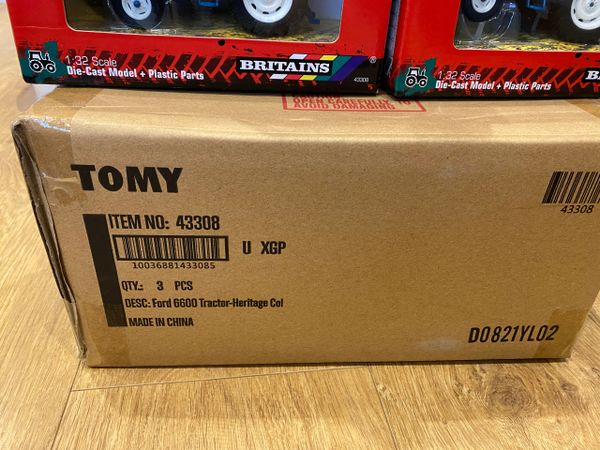 1:32 Scale
Die-Cast Model + Plastic Parts
BRITAINS
43308
1:32 Scale
Die-Cast Model + Plastic Parts
OPEN CAREFULLY TO
AVOID DAMAGING
TOMY
43308
ITEM NO: 43308
U XGP
10036881433085
QTY.: 3 PCS
DESC: Ford 6600 Tractor-Heritage Col
MADE IN CHINA
D0821YL02